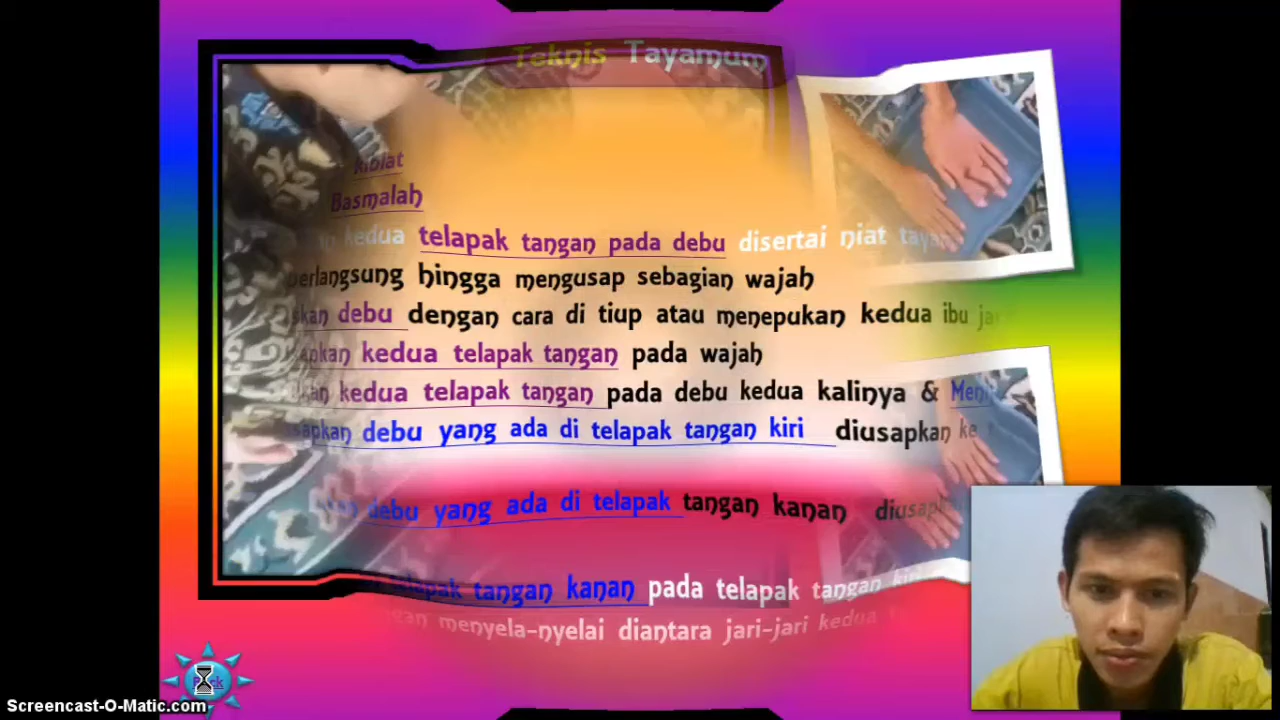 Teknis Tayamum
kiblat
Basmalah
kedua telapak tangan pada debu disertai niat
berlangsung hingga mengusap sebagian wajah
debu dengan cara di tiup atau menepukan kedua ibu
kedua telapak tangan pada wajah
kedua telapak tangan pada debu kedua kalinya &
debu yang ada di telapak tangan kiri diusapkan ke
debu yang ada di telapak tangan kanan diusapkan
telapak tangan kanan pada telapak tangan
menyela-nyelai diantara jari-jari kedua
Back
Screencast-O-Matic.com